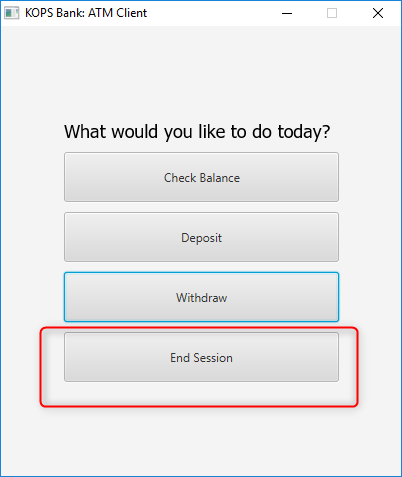 KOPS Bank: ATM Client
What would you like to do today?
Check Balance
Deposit
Withdraw
End Session